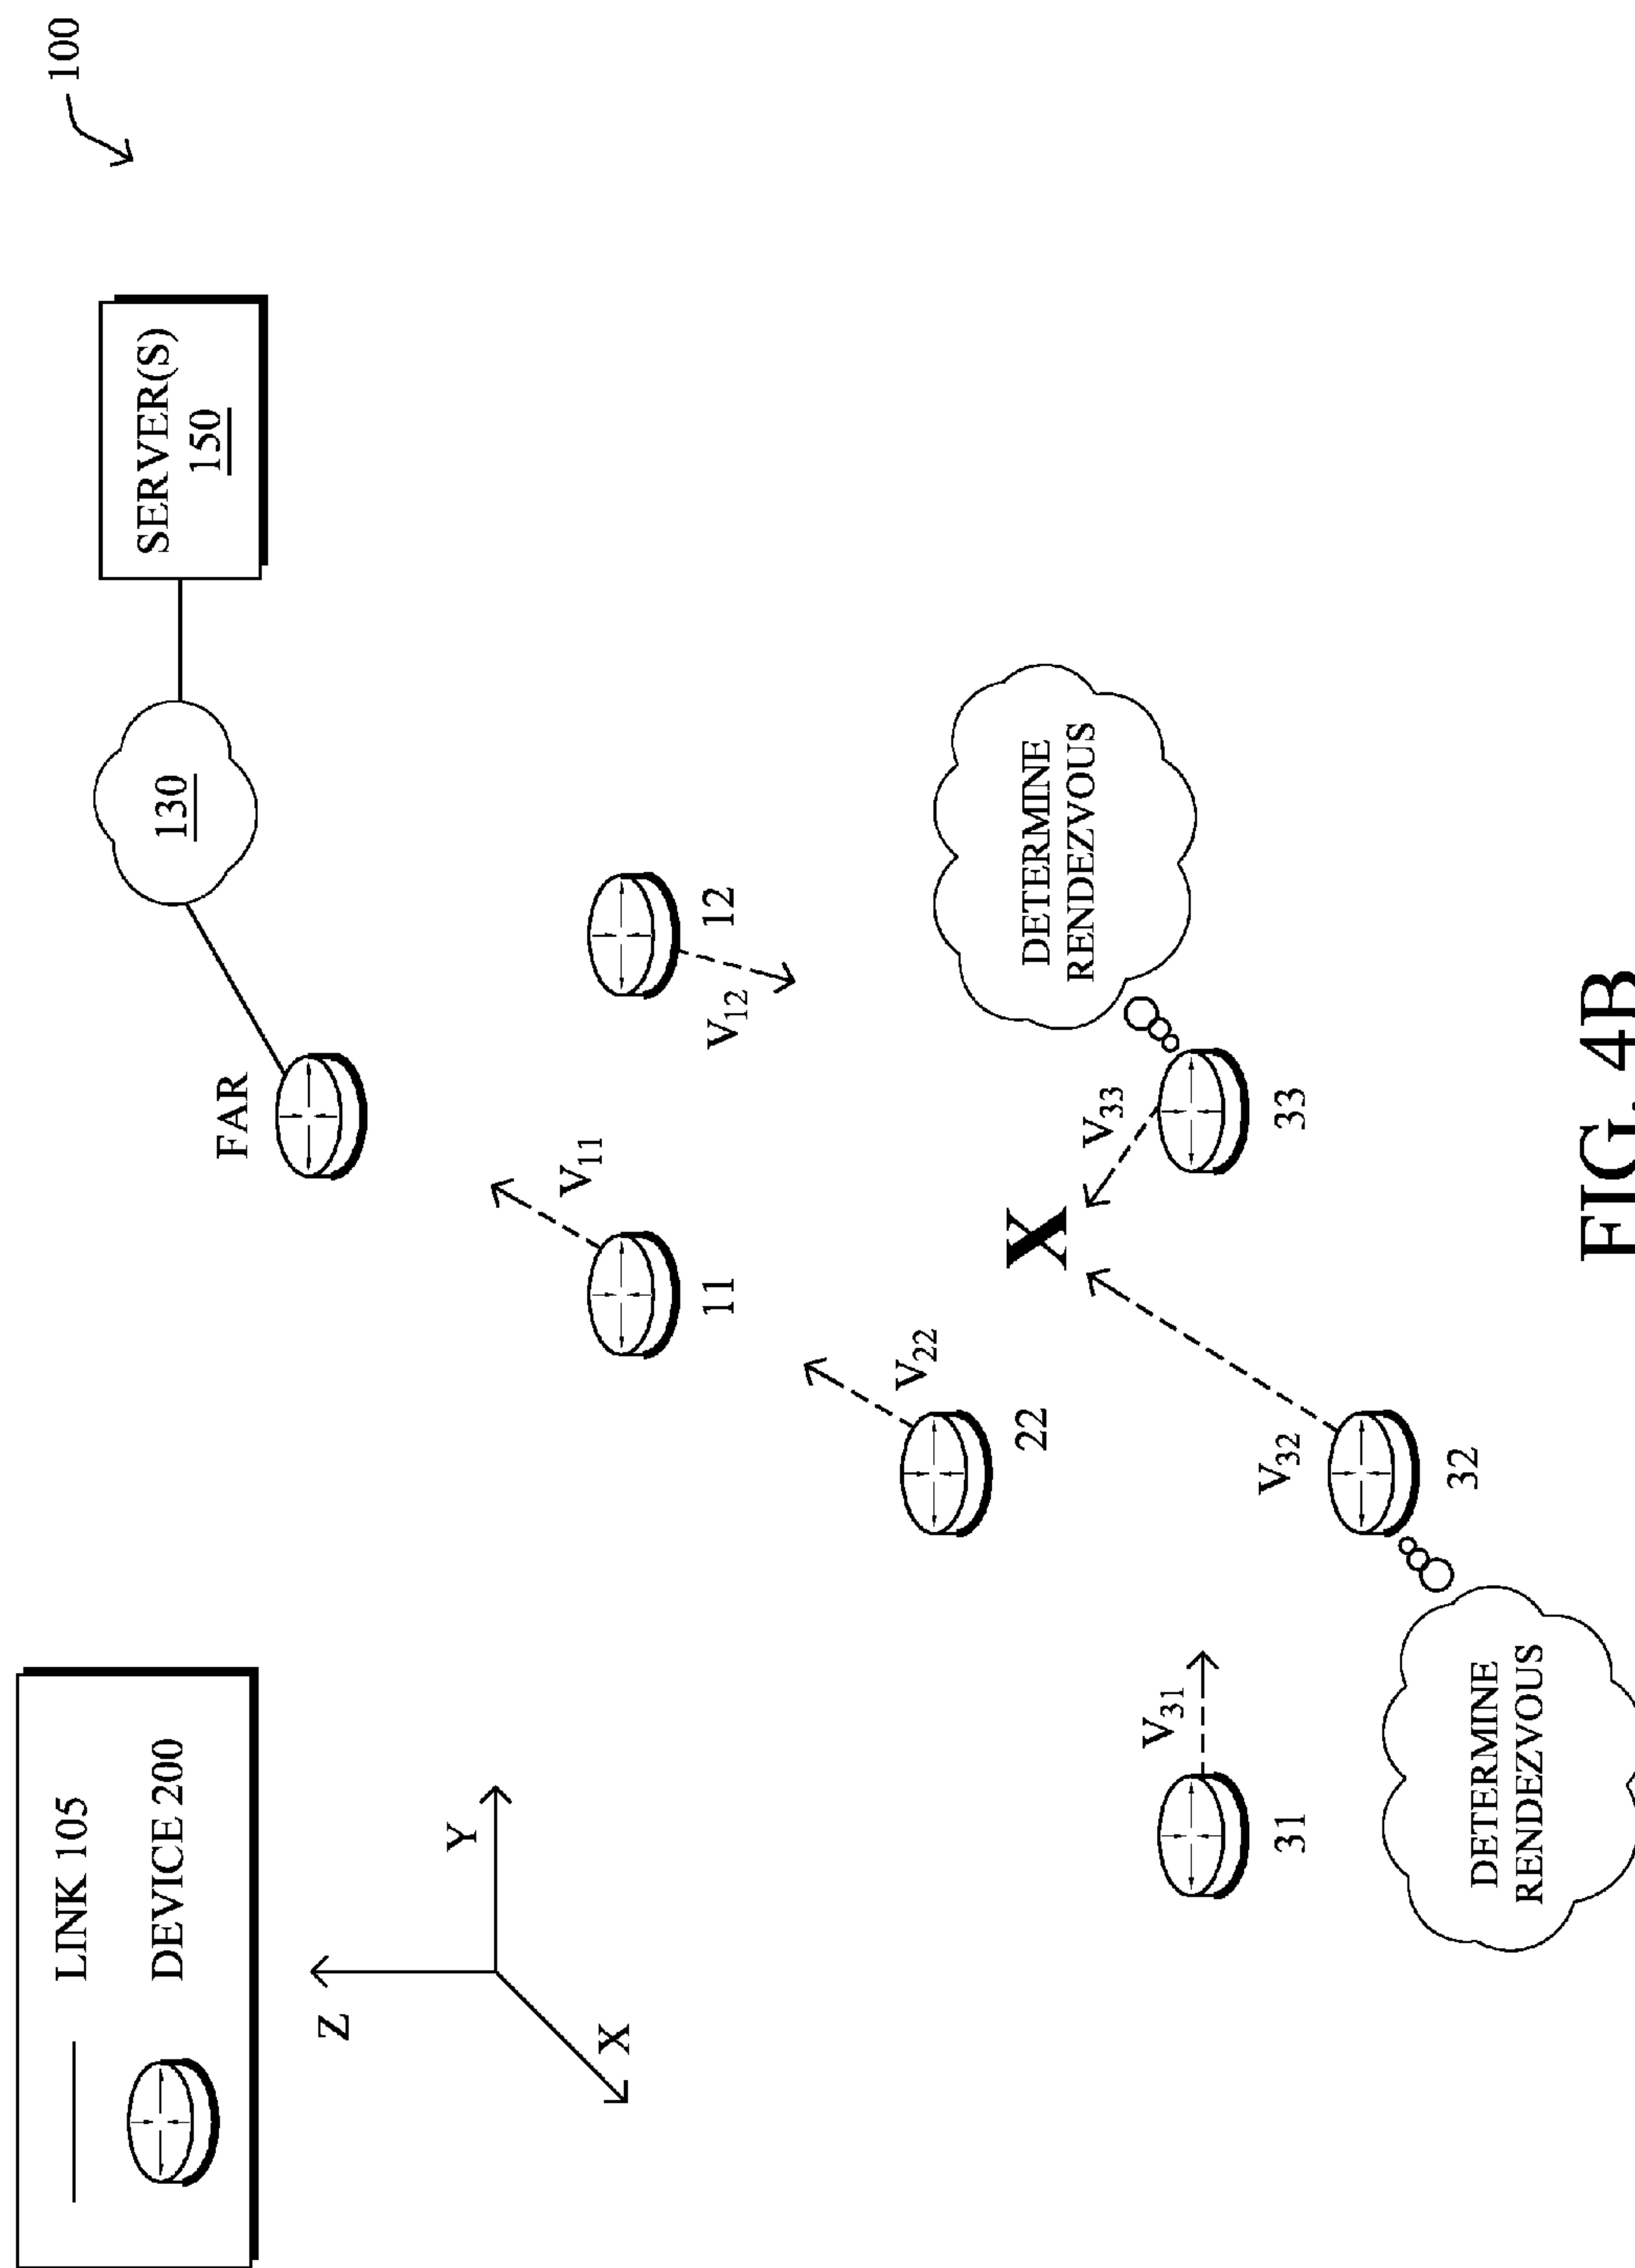 100
LINK 105
DEVICE 200
SERVER(S)
150
130
FAR
Z
Y
X
V11
11
V12
12
V22
22
X
DETERMINE
RENDEZVOUS
V31
31
V33
33
V32
32
DETERMINE
RENDEZVOUS
FIG. 4B